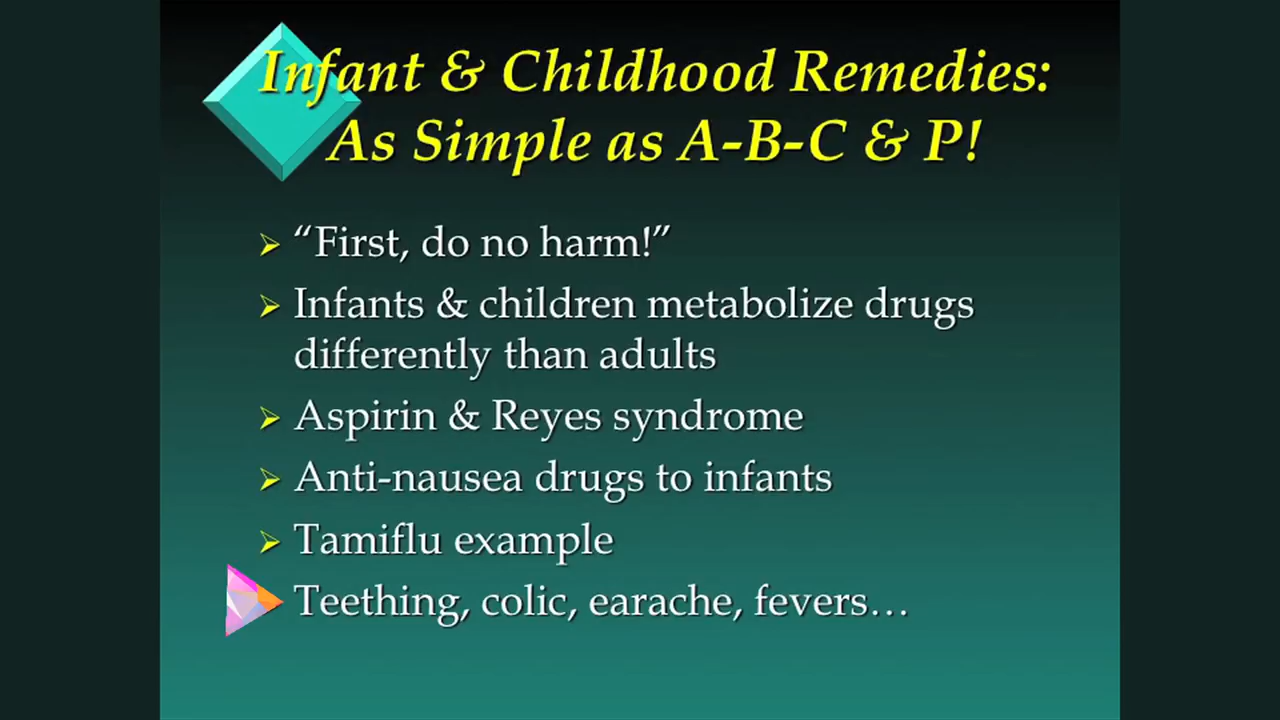 Infant & Childhood Remedies:
As Simple as A-B-C & P!
“First, do no harm!”
Infants & children metabolize drugs
differently than adults
Aspirin & Reyes syndrome
Anti-nausea drugs to infants
Tamiflu example
Teething, colic, earache, fevers…